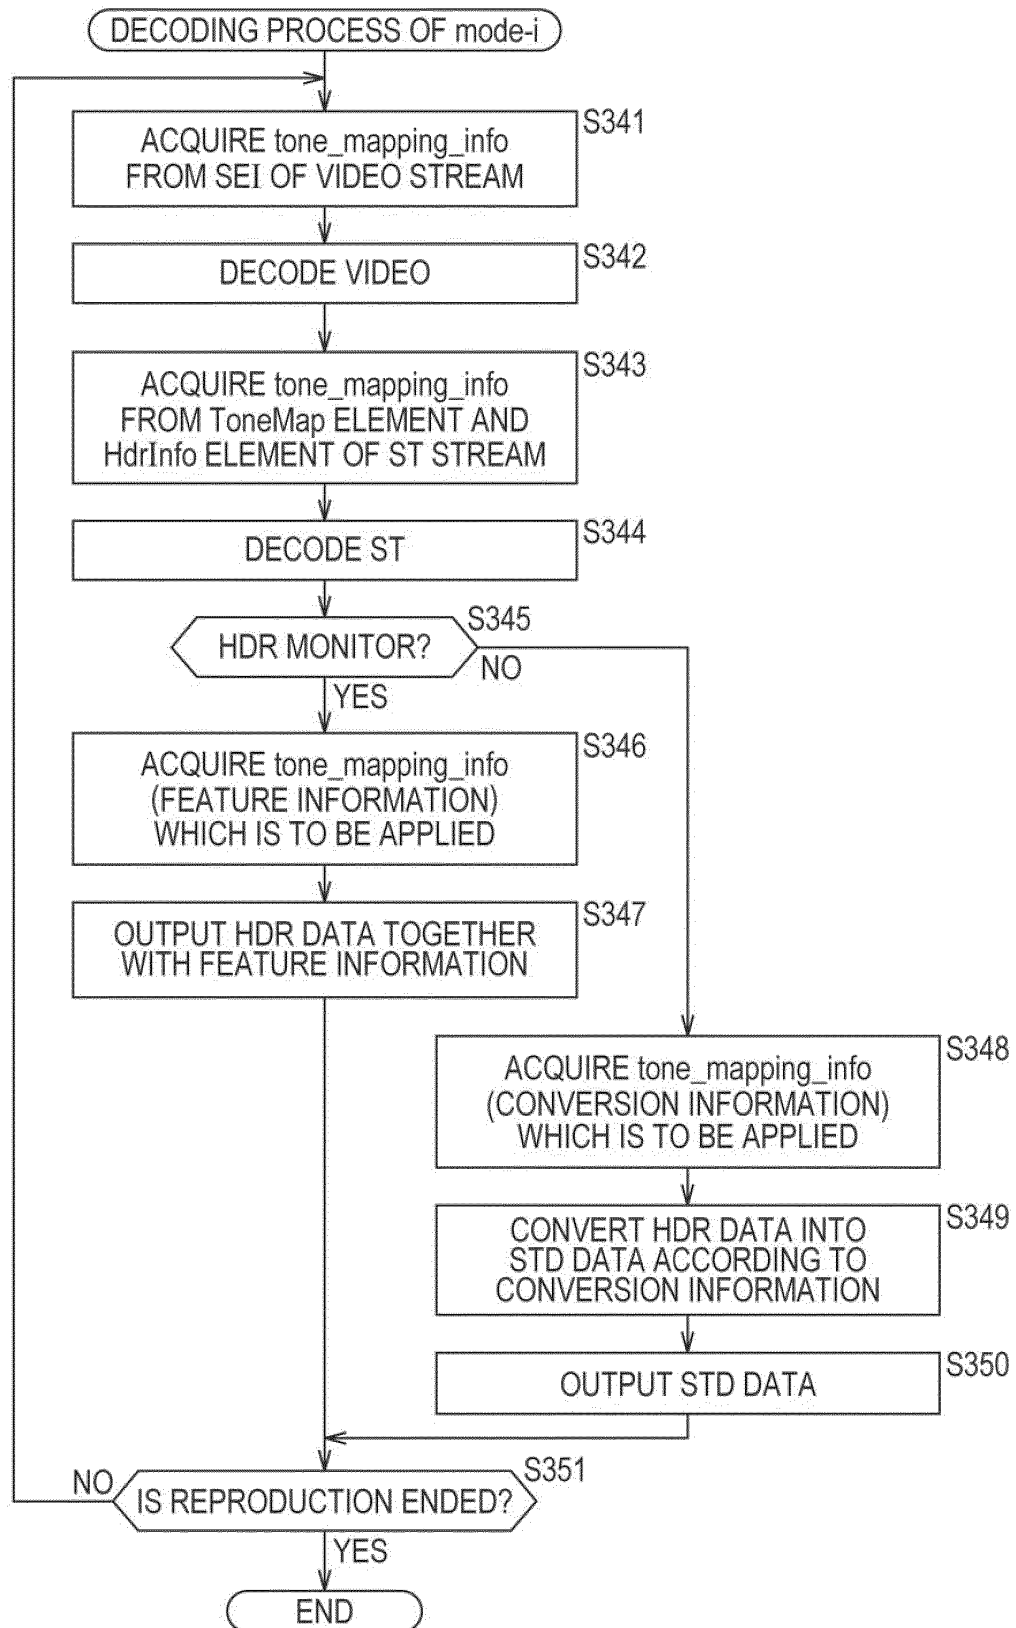 DECODING PROCESS OF mode-i
S341
ACQUIRE tone_mapping_info
FROM SEI OF VIDEO STREAM
S342
DECODE VIDEO
S343
ACQUIRE tone_mapping_info
FROM ToneMap ELEMENT AND
HdrInfo ELEMENT OF ST STREAM
S344
DECODE ST
S345
HDR MONITOR?
NO
YES
S346
ACQUIRE tone_mapping_info
(FEATURE INFORMATION)
WHICH IS TO BE APPLIED
S347
OUTPUT HDR DATA TOGETHER
WITH FEATURE INFORMATION
S348
ACQUIRE tone_mapping_info
(CONVERSION INFORMATION)
WHICH IS TO BE APPLIED
S349
CONVERT HDR DATA INTO
STD DATA ACCORDING TO
CONVERSION INFORMATION
S350
OUTPUT STD DATA
S351
NO
IS REPRODUCTION ENDED?
YES
END